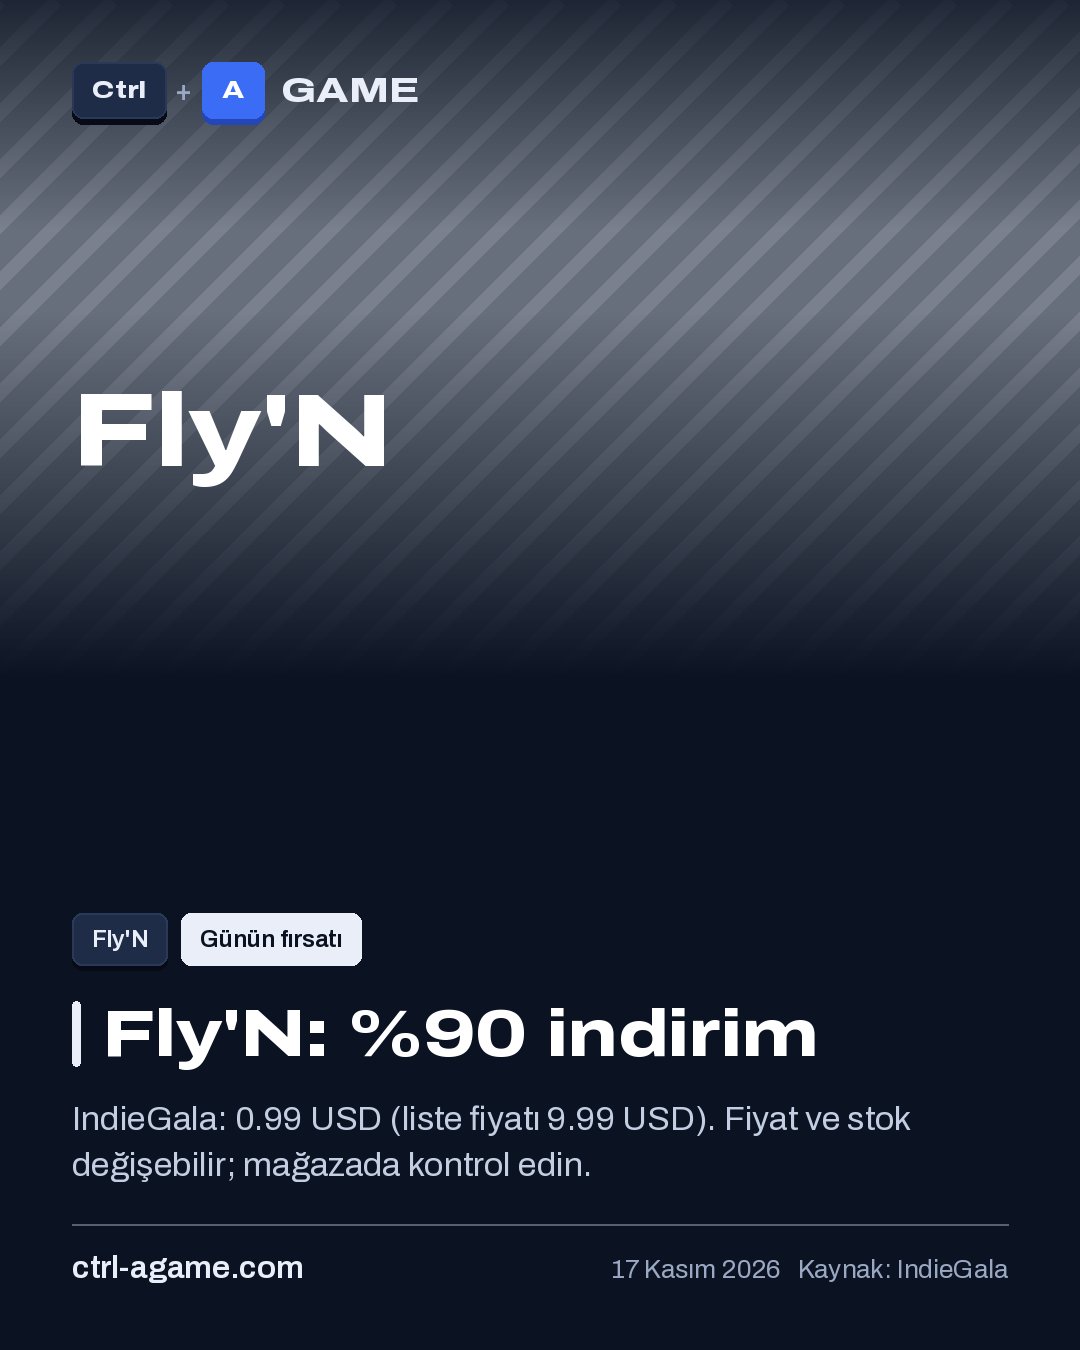 Ctrl + A GAME
Fly'N
Fly'N Günün fırsatı
Fly'N: %90 indirim
IndieGala: 0.99 USD (liste fiyatı 9.99 USD). Fiyat ve stok
değişebilir; mağazada kontrol edin.
ctrl-agame.com 17 Kasım 2026 Kaynak: IndieGala